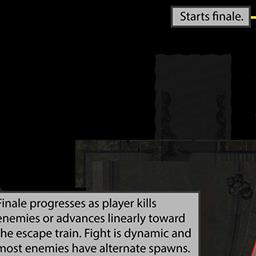 Starts finale.
Finale progresses as player kills
enemies or advances linearly toward
the escape train. Fight is dynamic and
most enemies have alternate spawns.